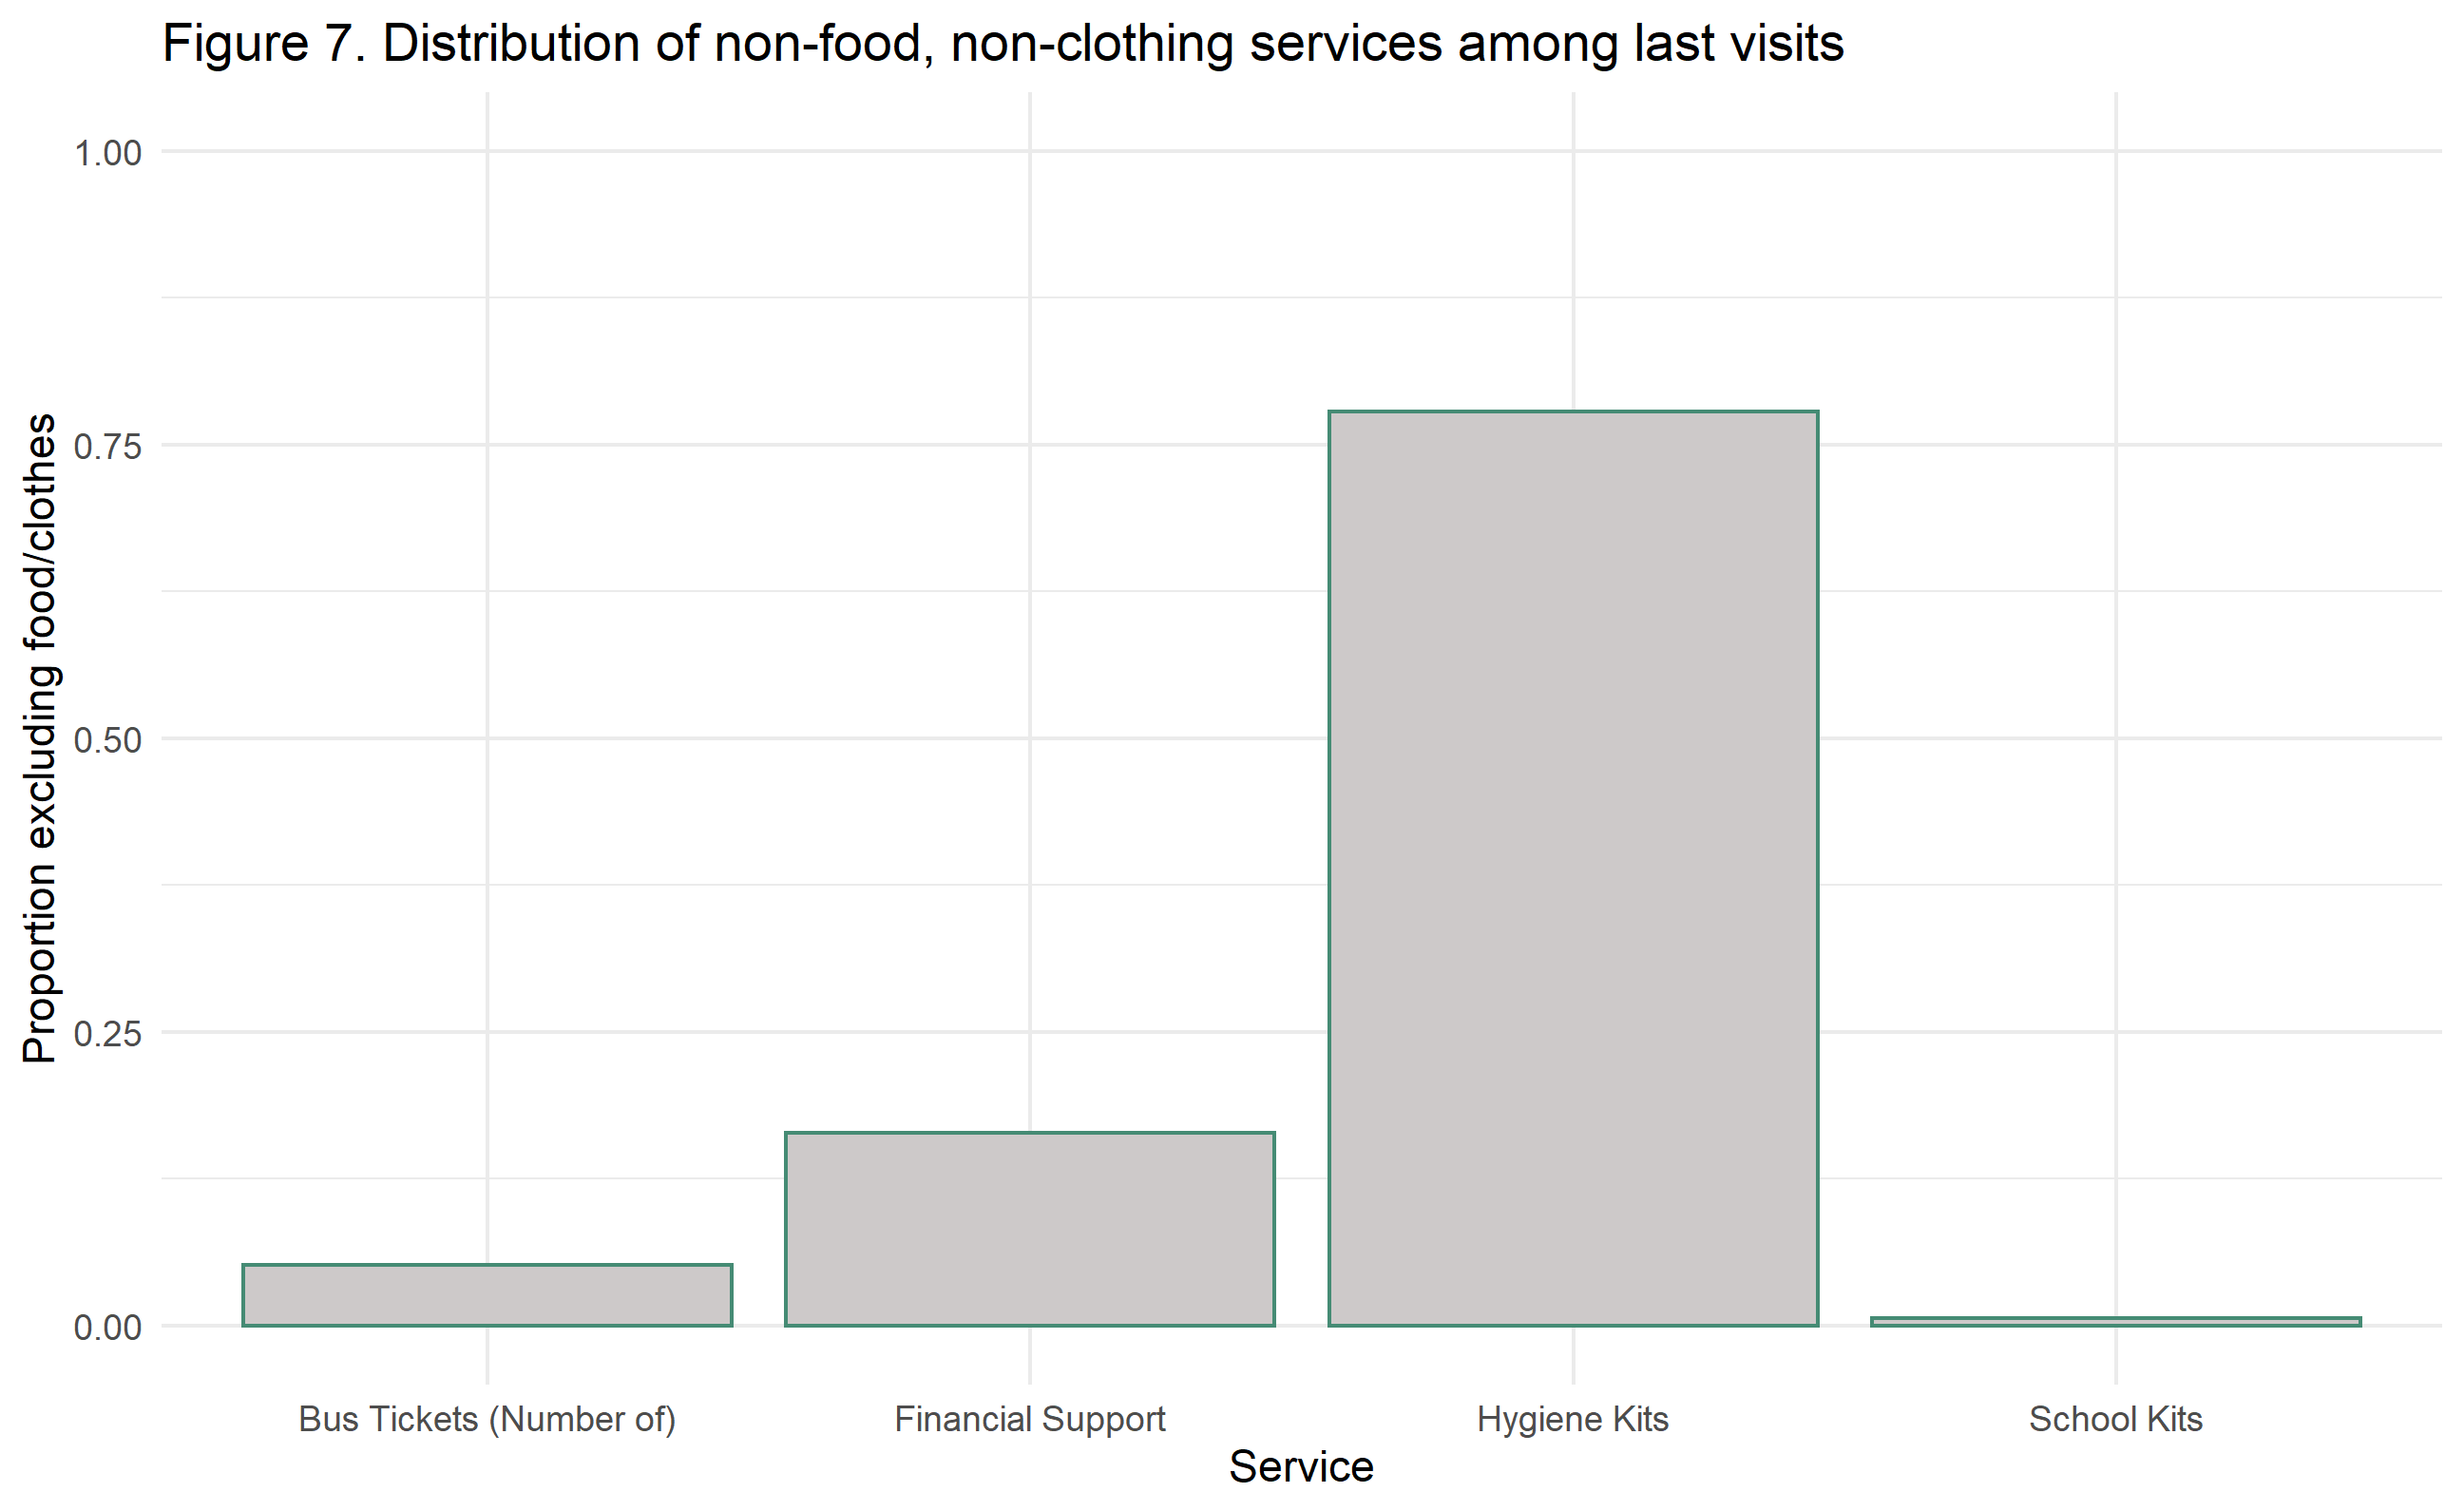 Figure 7. Distribution of non-food, non-clothing services among last visits
Proportion excluding food/clothes
1.00
0.75
0.50
0.25
0.00
Bus Tickets (Number of)
Financial Support
Hygiene Kits
School Kits
Service